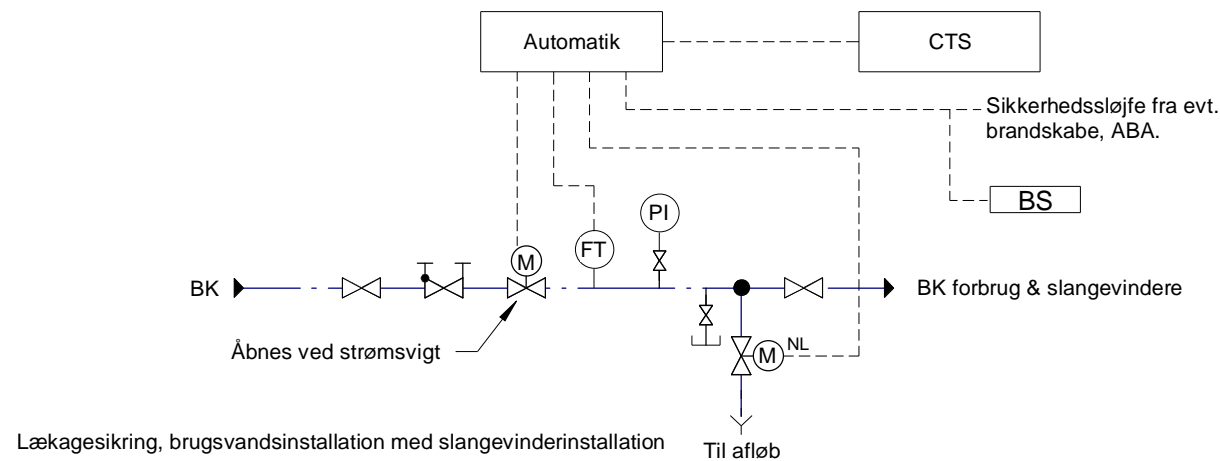 Automatik
CTS
Sikkerhedssløjfe fra evt.
brandskabe, ABA.
BS
PI
FT
M
BK
BK forbrug & slangevindere
Åbnes ved strømsvigt
M
NL
Lækagesikring, brugsvandsinstallation med slangevinderinstallation
Til afløb